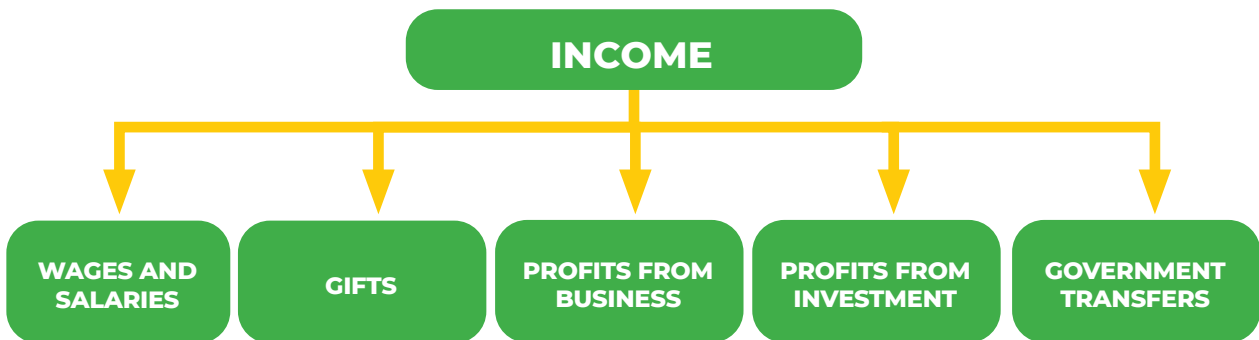 INCOME
WAGES AND
SALARIES
GIFTS
PROFITS FROM
BUSINESS
PROFITS FROM
INVESTMENT
GOVERNMENT
TRANSFERS